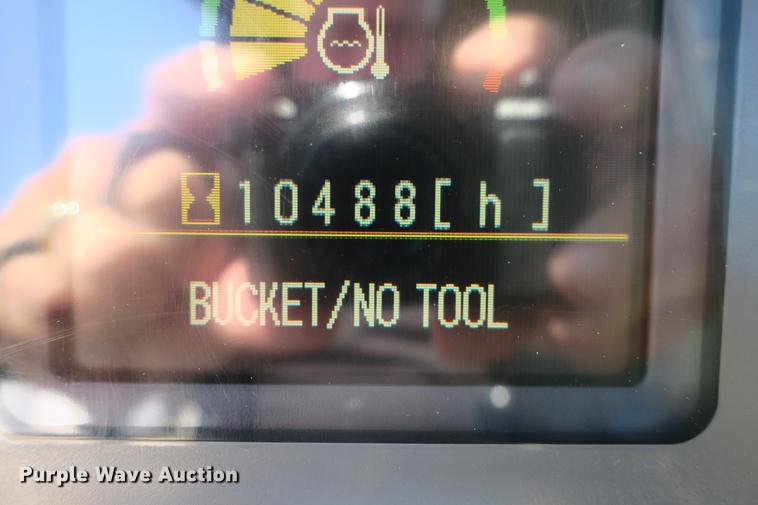 10488[ h ]
BUCKET/NO TOOL
Purple Wave Auction